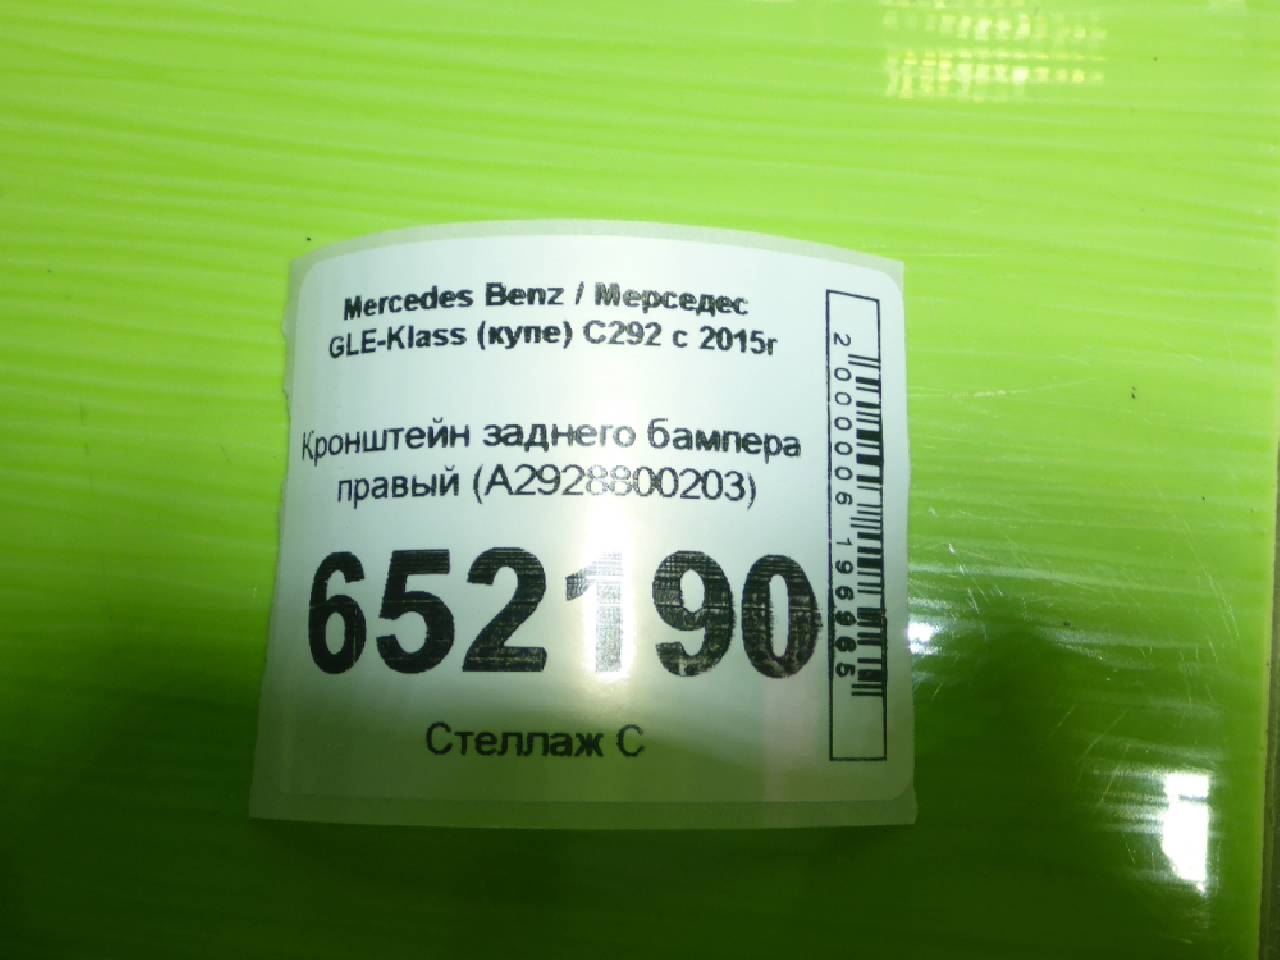 Mercedes Benz / Мерседес
GLE-Klass (купе) C292 с 2015г
Кронштейн заднего бампера
правый (A2928800203)
652190
Стеллаж С
2000006196965